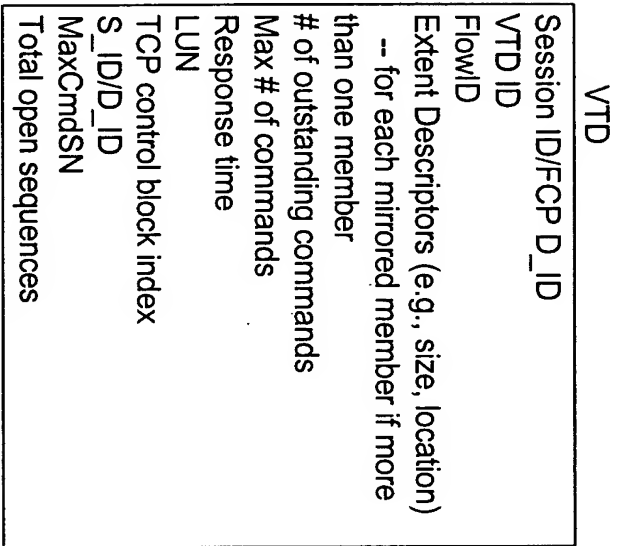 VTD
Session ID/FCP D_ID
VTD ID
FlowID
Extent Descriptors (e.g., size, location)
-- for each mirrored member if more
than one member
# of outstanding commands
Max # of commands
Response time
LUN
TCP control block index
S_ID/D_ID
MaxCmdSN
Total open sequences